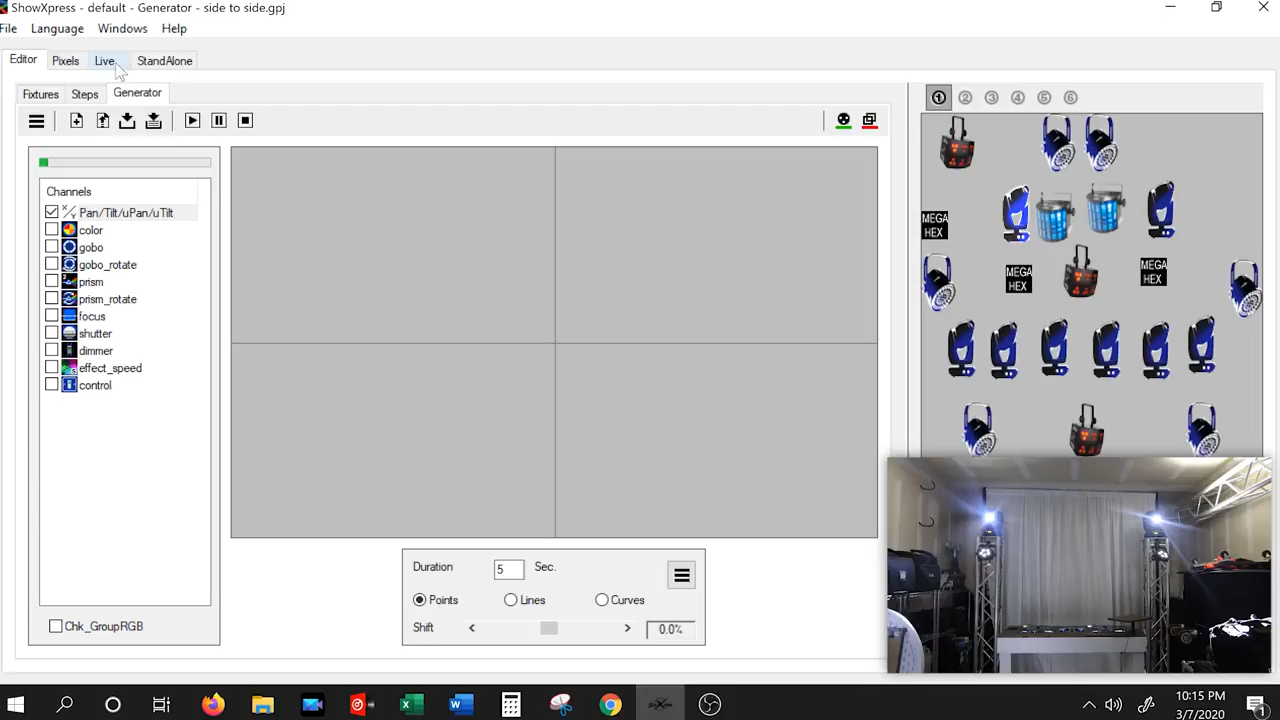 ShowXpress - default - Generator - side to side.gpj
File Language Windows Help
Editor Pixels Live StandAlone
Fixtures Steps Generator
1 2 3 4 5 6
Channels
Pan/Tilt/uPan/uTilt
color
gobo
gobo_rotate
prism
prism_rotate
focus
shutter
dimmer
effect_speed
control
Chk_GroupRGB
MEGA
HEX
MEGA
HEX
MEGA
HEX
Duration 5 Sec.
Points Lines Curves
Shift < > 0.0%
10:15 PM
3/7/2020
1